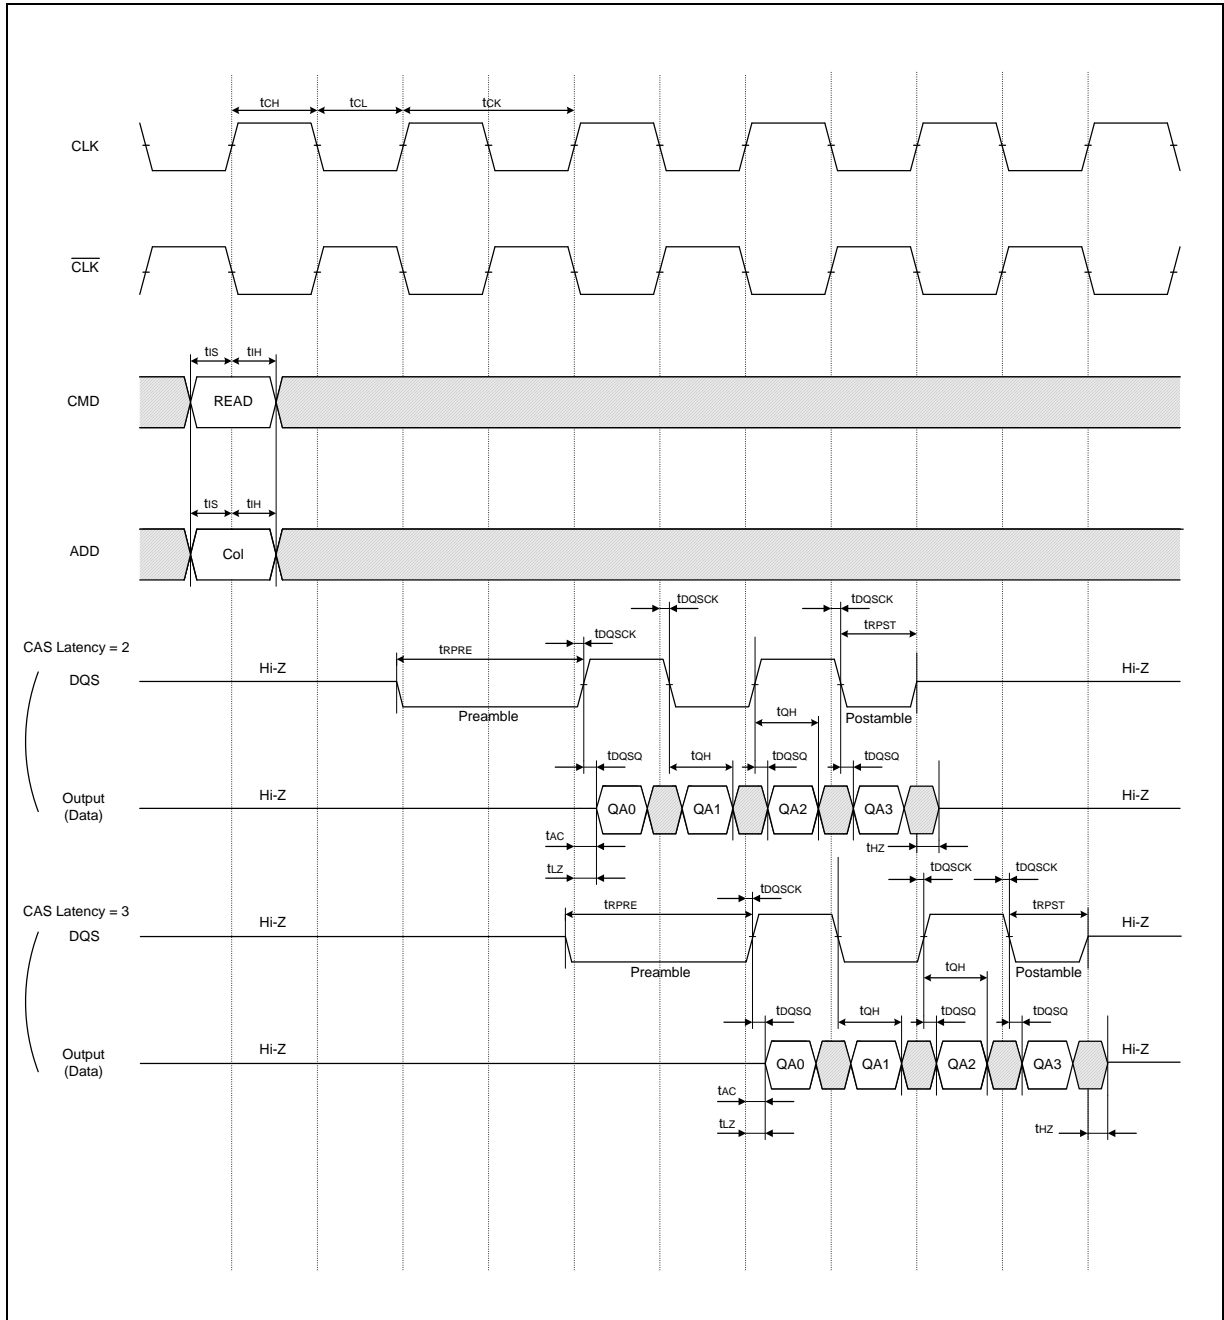 tCH tCL tCK
CLK
CLK
tIS tIH
CMD READ
tIS tIH
ADD Col
tDQSCK tDQSCK
tDQSCK tRPST
CAS Latency = 2
tRPRE
DQS Hi-Z Hi-Z
Preamble tQH Postamble
tDQSQ tQH tDQSQ tDQSQ
Output
(Data)
Hi-Z QA0 QA1 QA2 QA3 Hi-Z
tAC tHZ
tLZ tDQSCK tDQSCK
tDQSCK
CAS Latency = 3
tRPRE tRPST
DQS Hi-Z Hi-Z
Preamble tQH Postamble
tDQSQ tQH tDQSQ tDQSQ
Output
(Data)
Hi-Z QA0 QA1 QA2 QA3 Hi-Z
tAC
tLZ tHZ